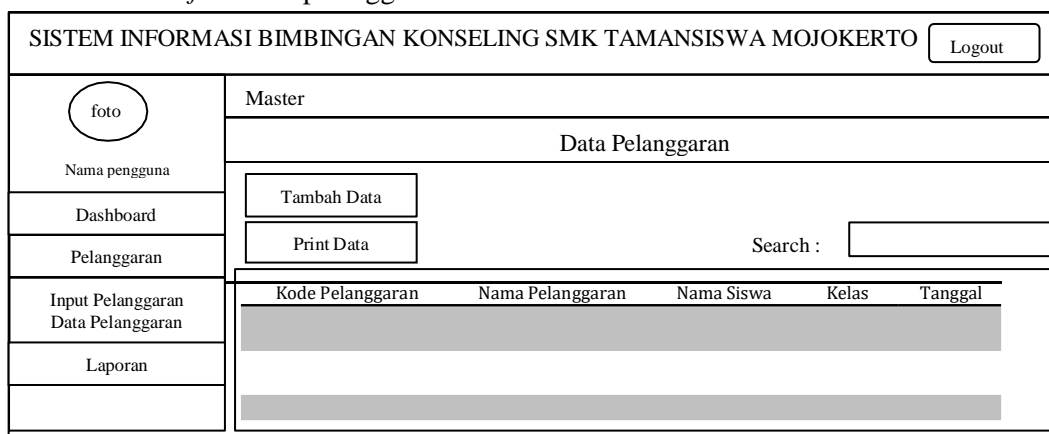 SISTEM INFORMASI BIMBINGAN KONSELING SMK TAMANSISWA MOJOKERTO
Logout
foto
Nama pengguna
Dashboard
Pelanggaran
Input Pelanggaran
Data Pelanggaran
Laporan
Master
Data Pelanggaran
Tambah Data
Print Data
Search :
Kode Pelanggaran Nama Pelanggaran Nama Siswa Kelas Tanggal